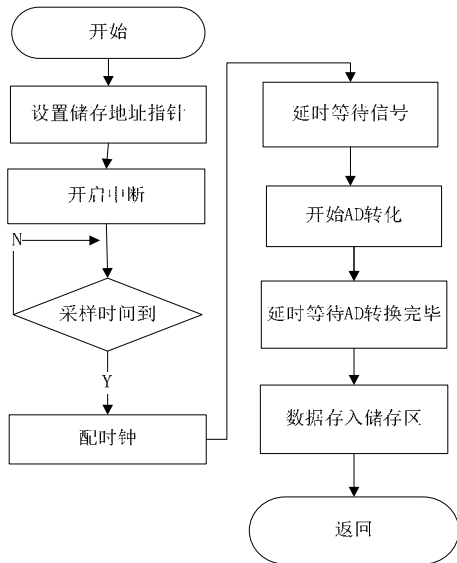 开始
设置储存地址指针
开启中断
N
采样时间到
Y
配时钟
延时等待信号
开始AD转化
延时等待AD转换完毕
数据存入储存区
返回